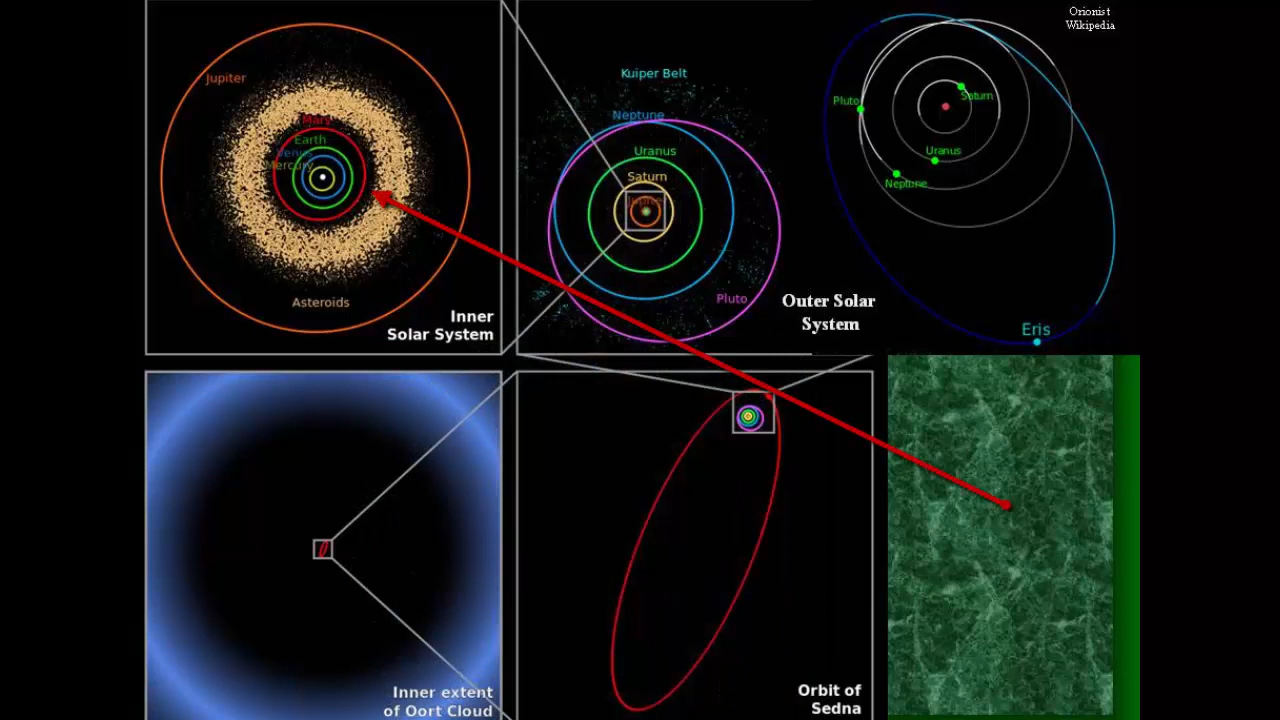 Jupiter
Mars
Earth
Venus
Mercury
Asteroids
Inner
Solar System
Kuiper Belt
Neptune
Uranus
Saturn
Jupiter
Pluto
Outer Solar
System
Orionist
Wikipedia
Pluto
Saturn
Uranus
Neptune
Eris
Inner extent
of Oort Cloud
Orbit of
Sedna